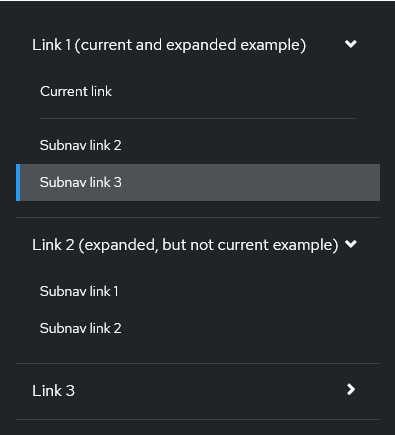 Link 1 (current and expanded example)
Current link
Subnav link 2
Subnav link 3
Link 2 (expanded, but not current example)
Subnav link 1
Subnav link 2
Link 3